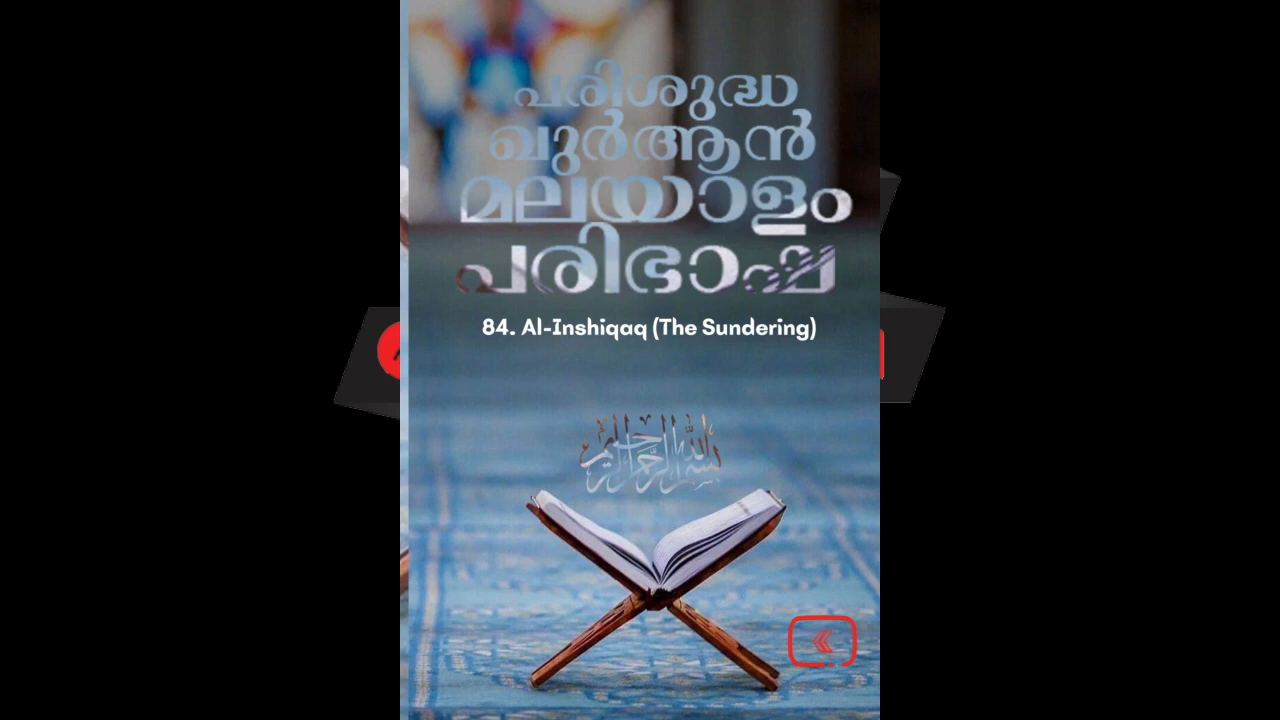 പരിശുദ്ധ
ഖുർആൻ
മലയാളം
പരിഭാഷ
84. Al-Inshiqaq (The Sundering)
بسم الله الرحمن الرحيم